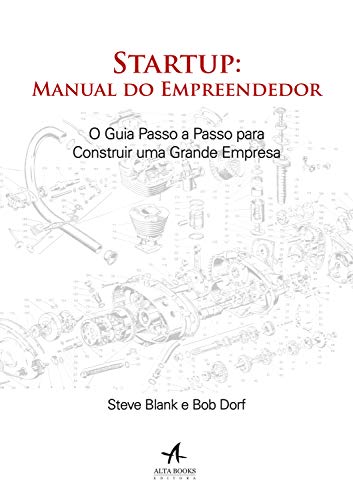 STARTUP:
MANUAL DO EMPREENDEDOR
O Guia Passo a Passo para
Construir uma Grande Empresa
Steve Blank e Bob Dorf
ALTA BOOKS
EDITORA